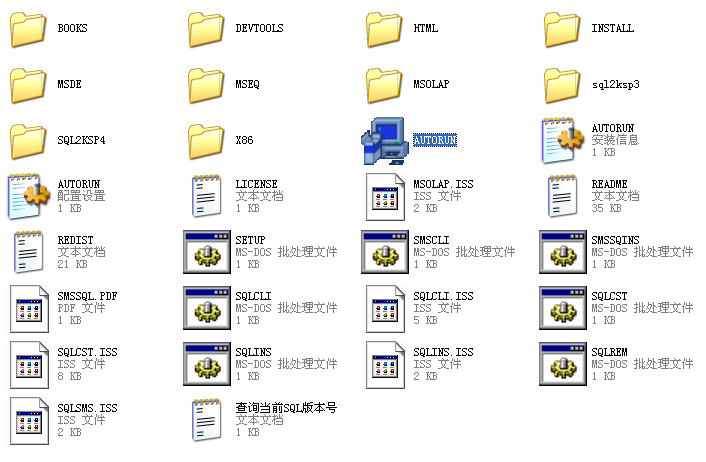 BOOKS
DEVTOOLS
HTML
INSTALL
MSDE
MSEQ
MSOLAP
sql2ksp3
SQL2KSP4
X86
AUTORUN
AUTORUN
安装信息
1 KB
AUTORUN
配置设置
1 KB
LICENSE
文本文档
1 KB
MSOLAP.ISS
ISS 文件
2 KB
README
文本文档
35 KB
REDIST
文本文档
21 KB
SETUP
MS-DOS 批处理文件
1 KB
SMSCLI
MS-DOS 批处理文件
1 KB
SMSSQINS
MS-DOS 批处理文件
1 KB
SMSSQL.PDF
PDF 文件
1 KB
SQLCLI
MS-DOS 批处理文件
1 KB
SQLCLI.ISS
ISS 文件
5 KB
SQLCST
MS-DOS 批处理文件
1 KB
SQLCST.ISS
ISS 文件
8 KB
SQLINS
MS-DOS 批处理文件
1 KB
SQLINS.ISS
ISS 文件
2 KB
SQLREM
MS-DOS 批处理文件
1 KB
SQLSMS.ISS
ISS 文件
2 KB
查询当前SQL版本号
文本文档
1 KB